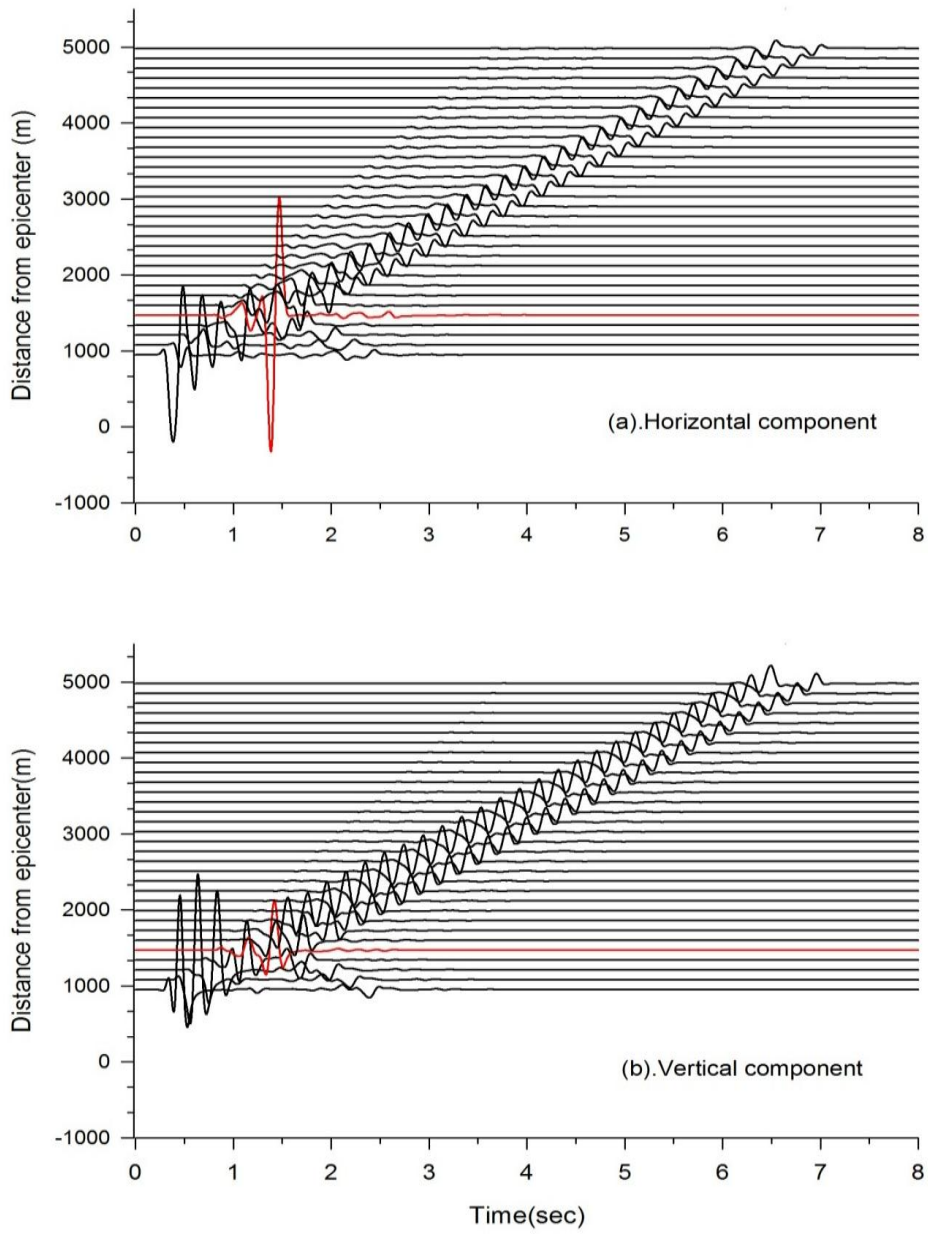 5000
4000
3000
2000
1000
0
-1000
Distance from epicenter (m)
(a).Horizontal component
0 1 2 3 4 5 6 7 8
5000
4000
3000
2000
1000
0
-1000
Distance from epicenter(m)
(b).Vertical component
0 1 2 3 4 5 6 7 8
Time(sec)